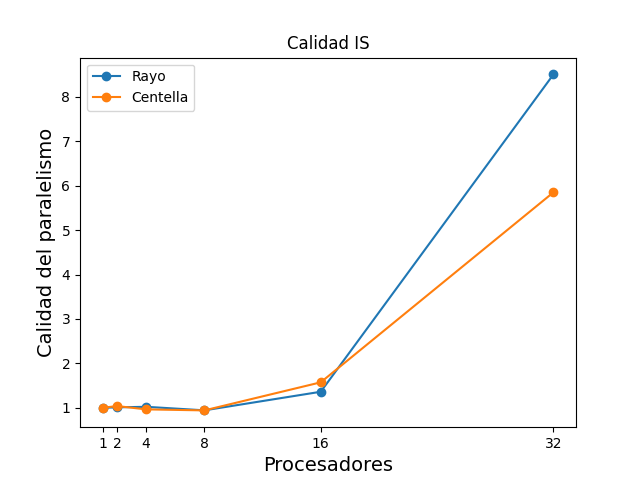 Calidad IS
Rayo
Centella
Calidad del paralelismo
8
7
6
5
4
3
2
1
1 2 4 8 16 32
Procesadores